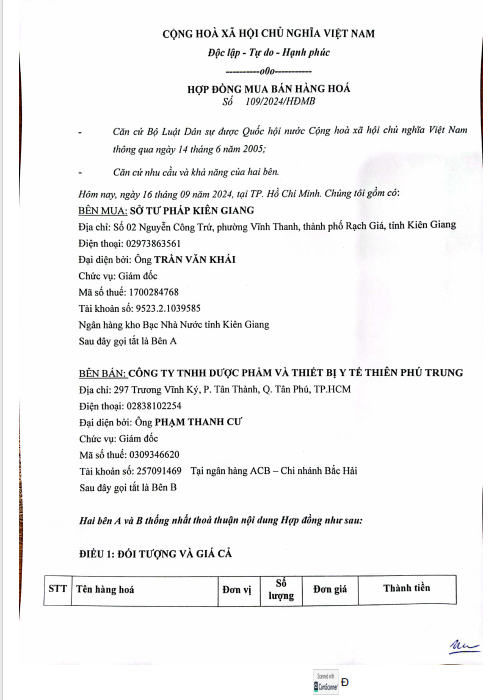 CỘNG HOÀ XÃ HỘI CHỦ NGHĨA VIỆT NAM
Độc lập - Tự do - Hạnh phúc
----------o0o-----------
HỢP ĐỒNG MUA BÁN HÀNG HOÁ
Số 109/2024/HĐMB
- Căn cứ Bộ Luật Dân sự được Quốc hội nước Cộng hoà xã hội chủ nghĩa Việt Nam
thông qua ngày 14 tháng 6 năm 2005;
- Căn cứ nhu cầu và khả năng của hai bên.
Hôm nay, ngày 16 tháng 09 năm 2024, tại TP. Hồ Chí Minh. Chúng tôi gồm có:
BÊN MUA: SỞ TƯ PHÁP KIÊN GIANG
Địa chỉ: Số 02 Nguyễn Công Trứ, phường Vĩnh Thanh, thành phố Rạch Giá, tỉnh Kiên Giang
Điện thoại: 02973863561
Đại diện bởi: Ông TRẦN VĂN KHÁI
Chức vụ: Giám đốc
Mã số thuế: 1700284768
Tài khoản số: 9523.2.1039585
Ngân hàng kho Bạc Nhà Nước tỉnh Kiên Giang
Sau đây gọi tắt là Bên A
BÊN BÁN: CÔNG TY TNHH DƯỢC PHẨM VÀ THIẾT BỊ Y TẾ THIÊN PHÚ TRUNG
Địa chỉ: 297 Trương Vĩnh Ký, P. Tân Thành, Q. Tân Phú, TP.HCM
Điện thoại: 02838102254
Đại diện bởi: Ông PHẠM THANH CƯ
Chức vụ: Giám đốc
Mã số thuế: 0309346620
Tài khoản số: 257091469 Tại ngân hàng ACB – Chi nhánh Bắc Hải
Sau đây gọi tắt là Bên B
Hai bên A và B thống nhất thoả thuận nội dung Hợp đồng như sau:
ĐIỀU 1: ĐỐI TƯỢNG VÀ GIÁ CẢ
STT Tên hàng hoá Đơn vị Số lượng Đơn giá Thành tiền
Scanned with
CamScanner
Đ